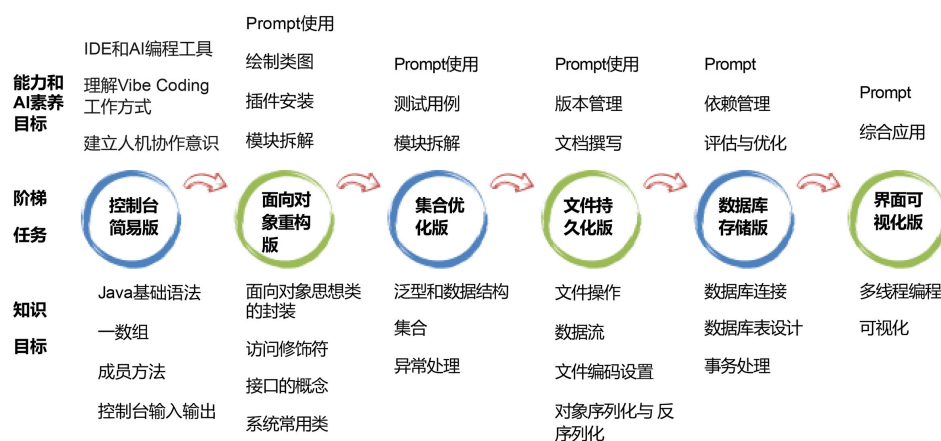 能力和
AI素养
目标
IDE和AI编程工具
理解Vibe Coding
工作方式
建立人机协作意识
Prompt使用
绘制类图
插件安装
模块拆解
Prompt使用
测试用例
模块拆解
Prompt使用
版本管理
文档撰写
Prompt
依赖管理
评估与优化
Prompt
综合应用
阶梯
任务
控制台
简易版
面向对
象重构
版
集合优
化版
文件持
久化版
数据库
存储版
界面可
视化版
知识
目标
Java基础语法
一数组
成员方法
控制台输入输出
面向对象思想类
的封装
访问修饰符
接口的概念
系统常用类
泛型和数据结构
集合
异常处理
文件操作
数据流
文件编码设置
对象序列化与 反
序列化
数据库连接
数据库表设计
事务处理
多线程编程
可视化